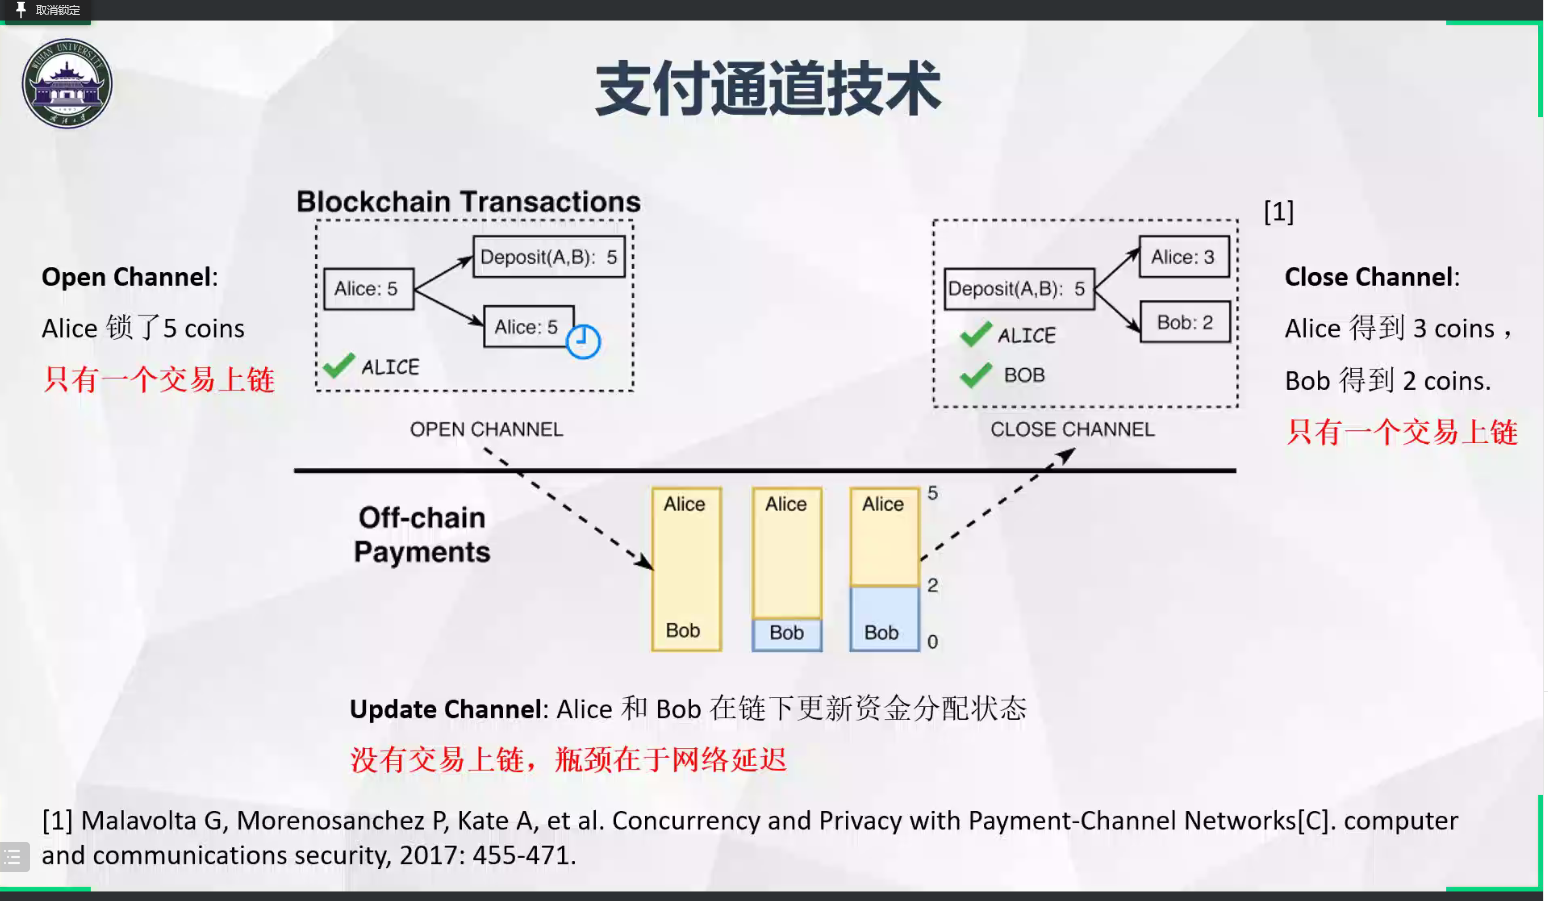 取消锁定
WUHAN UNIVERSITY
支付通道技术
Blockchain Transactions
[1]
Open Channel:
Alice 锁了5 coins
只有一个交易上链
Alice: 5
Deposit(A,B): 5
Alice: 5
ALICE
OPEN CHANNEL
Deposit(A,B): 5
Alice: 3
Bob: 2
ALICE
BOB
CLOSE CHANNEL
Close Channel:
Alice 得到 3 coins ,
Bob 得到 2 coins.
只有一个交易上链
Off-chain
Payments
Alice
Bob
Alice
Bob
Alice
Bob
5
2
0
Update Channel: Alice 和 Bob 在链下更新资金分配状态
没有交易上链，瓶颈在于网络延迟
[1] Malavolta G, Morenosanchez P, Kate A, et al. Concurrency and Privacy with Payment-Channel Networks[C]. computer
and communications security, 2017: 455-471.